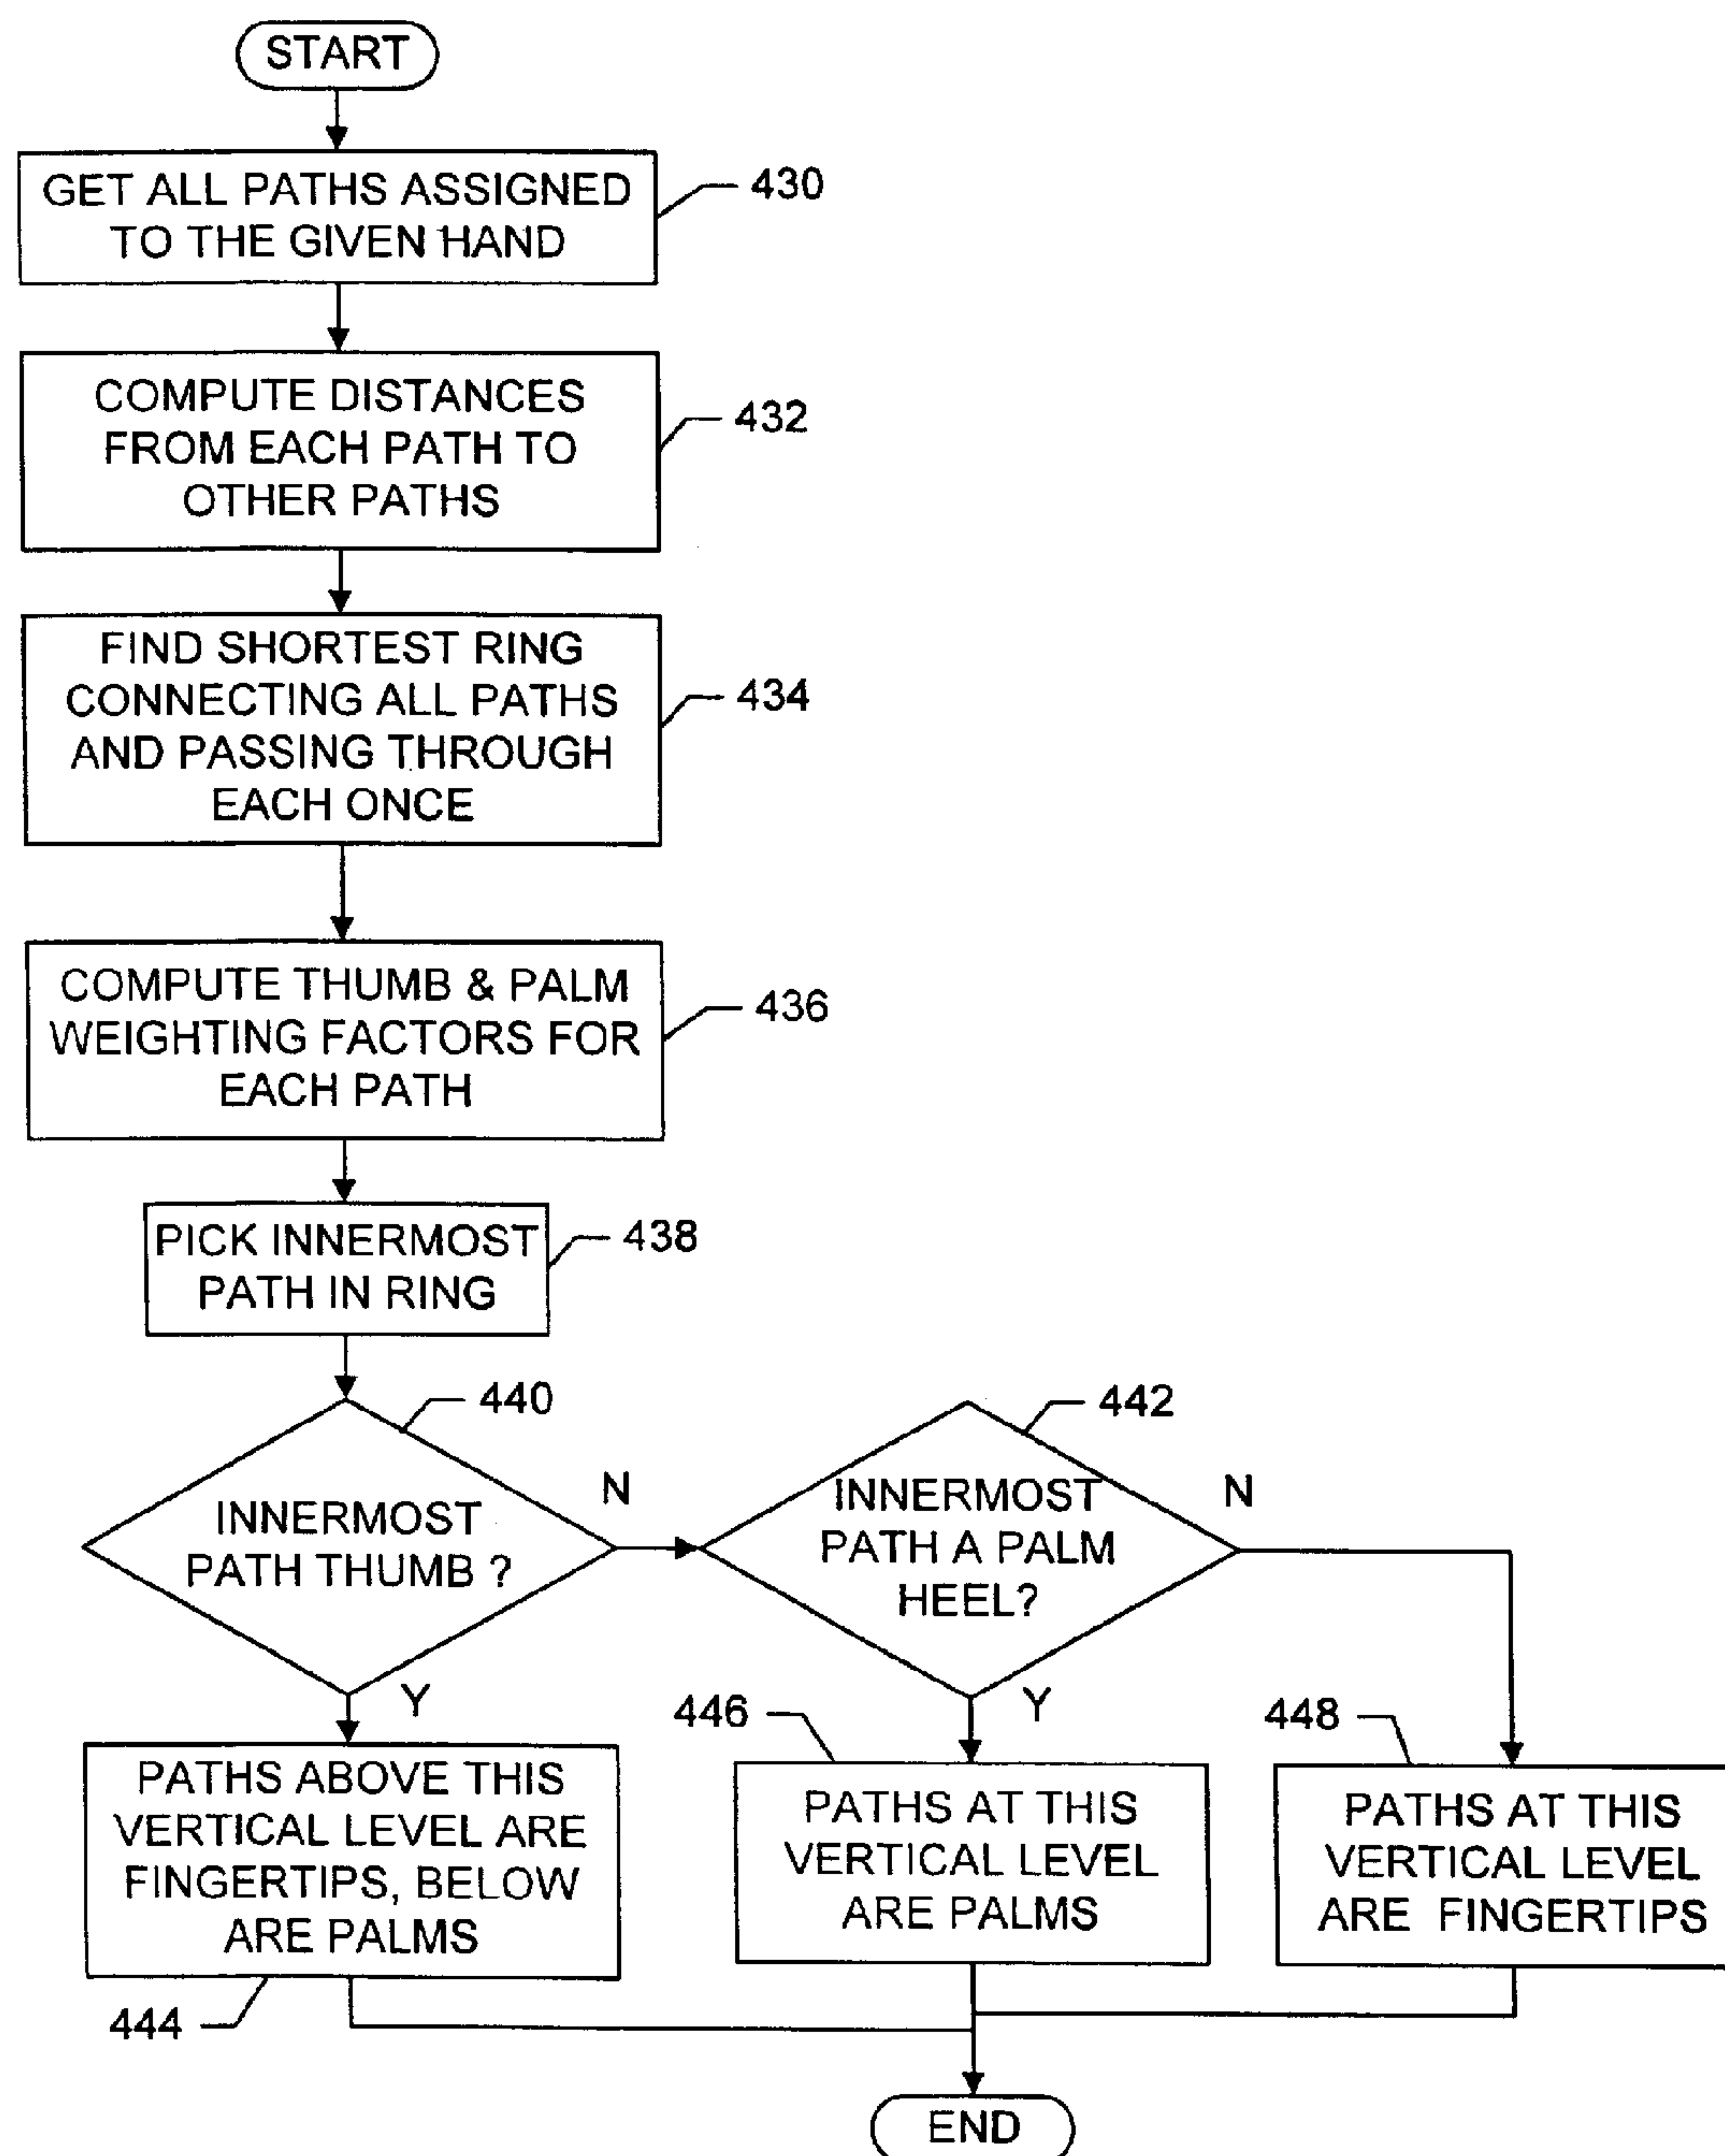 START
GET ALL PATHS ASSIGNED
TO THE GIVEN HAND
430
COMPUTE DISTANCES
FROM EACH PATH TO
OTHER PATHS
432
FIND SHORTEST RING
CONNECTING ALL PATHS
AND PASSING THROUGH
EACH ONCE
434
COMPUTE THUMB & PALM
WEIGHTING FACTORS FOR
EACH PATH
436
PICK INNERMOST
PATH IN RING
438
440
INNERMOST
PATH THUMB ?
N
Y
442
INNERMOST
PATH A PALM
HEEL?
N
Y
PATHS ABOVE THIS
VERTICAL LEVEL ARE
FINGERTIPS, BELOW
ARE PALMS
444
446
PATHS AT THIS
VERTICAL LEVEL
ARE PALMS
448
PATHS AT THIS
VERTICAL LEVEL
ARE FINGERTIPS
END